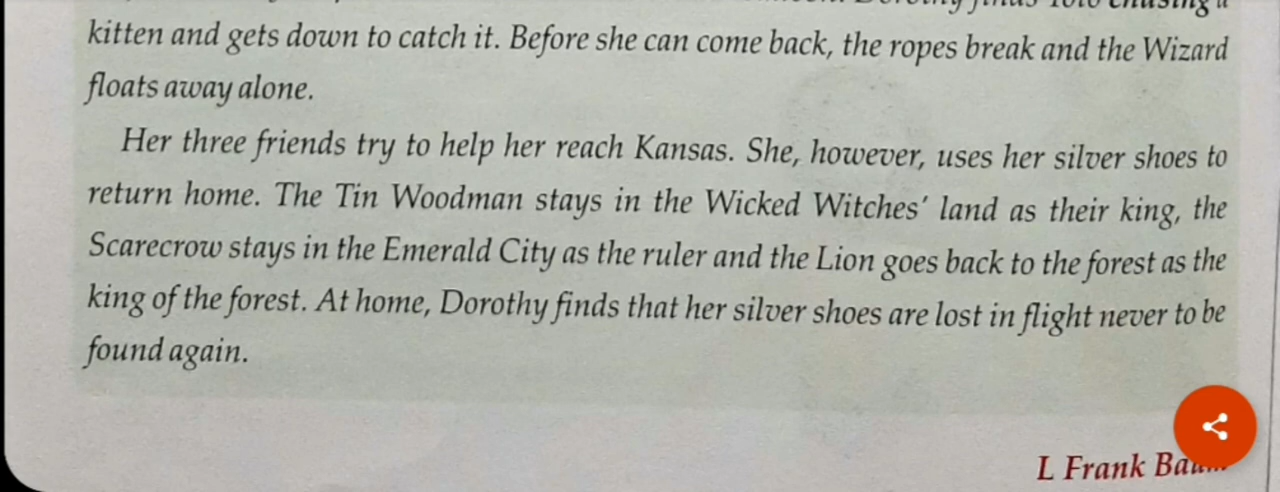 Dorothy finds Toto chasing a
kitten and gets down to catch it. Before she can come back, the ropes break and the Wizard
floats away alone.
Her three friends try to help her reach Kansas. She, however, uses her silver shoes to
return home. The Tin Woodman stays in the Wicked Witches' land as their king, the
Scarecrow stays in the Emerald City as the ruler and the Lion goes back to the forest as the
king of the forest. At home, Dorothy finds that her silver shoes are lost in flight never to be
found again.
L Frank